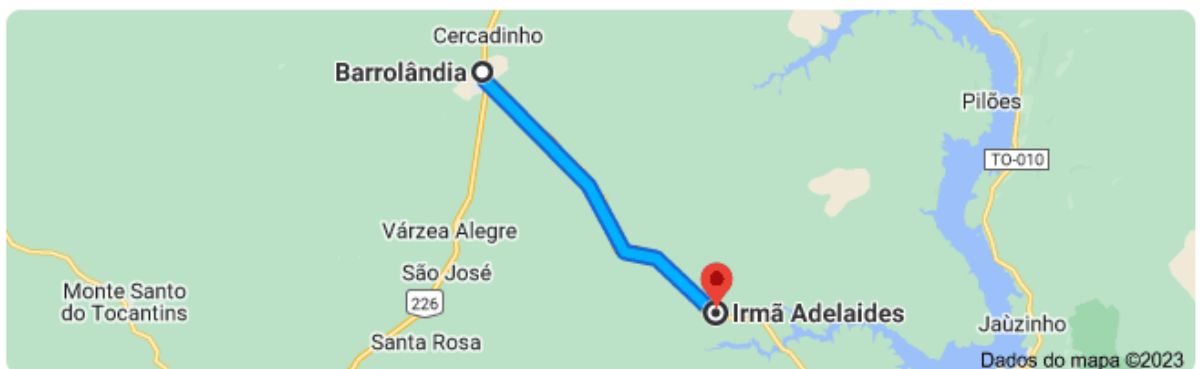 Cercadinho
Barrolândia
Pilões
TO-010
Várzea Alegre
São José
Monte Santo
do Tocantins
226
Irmã Adelaides
Jaùzinho
Santa Rosa
Dados do mapa ©2023